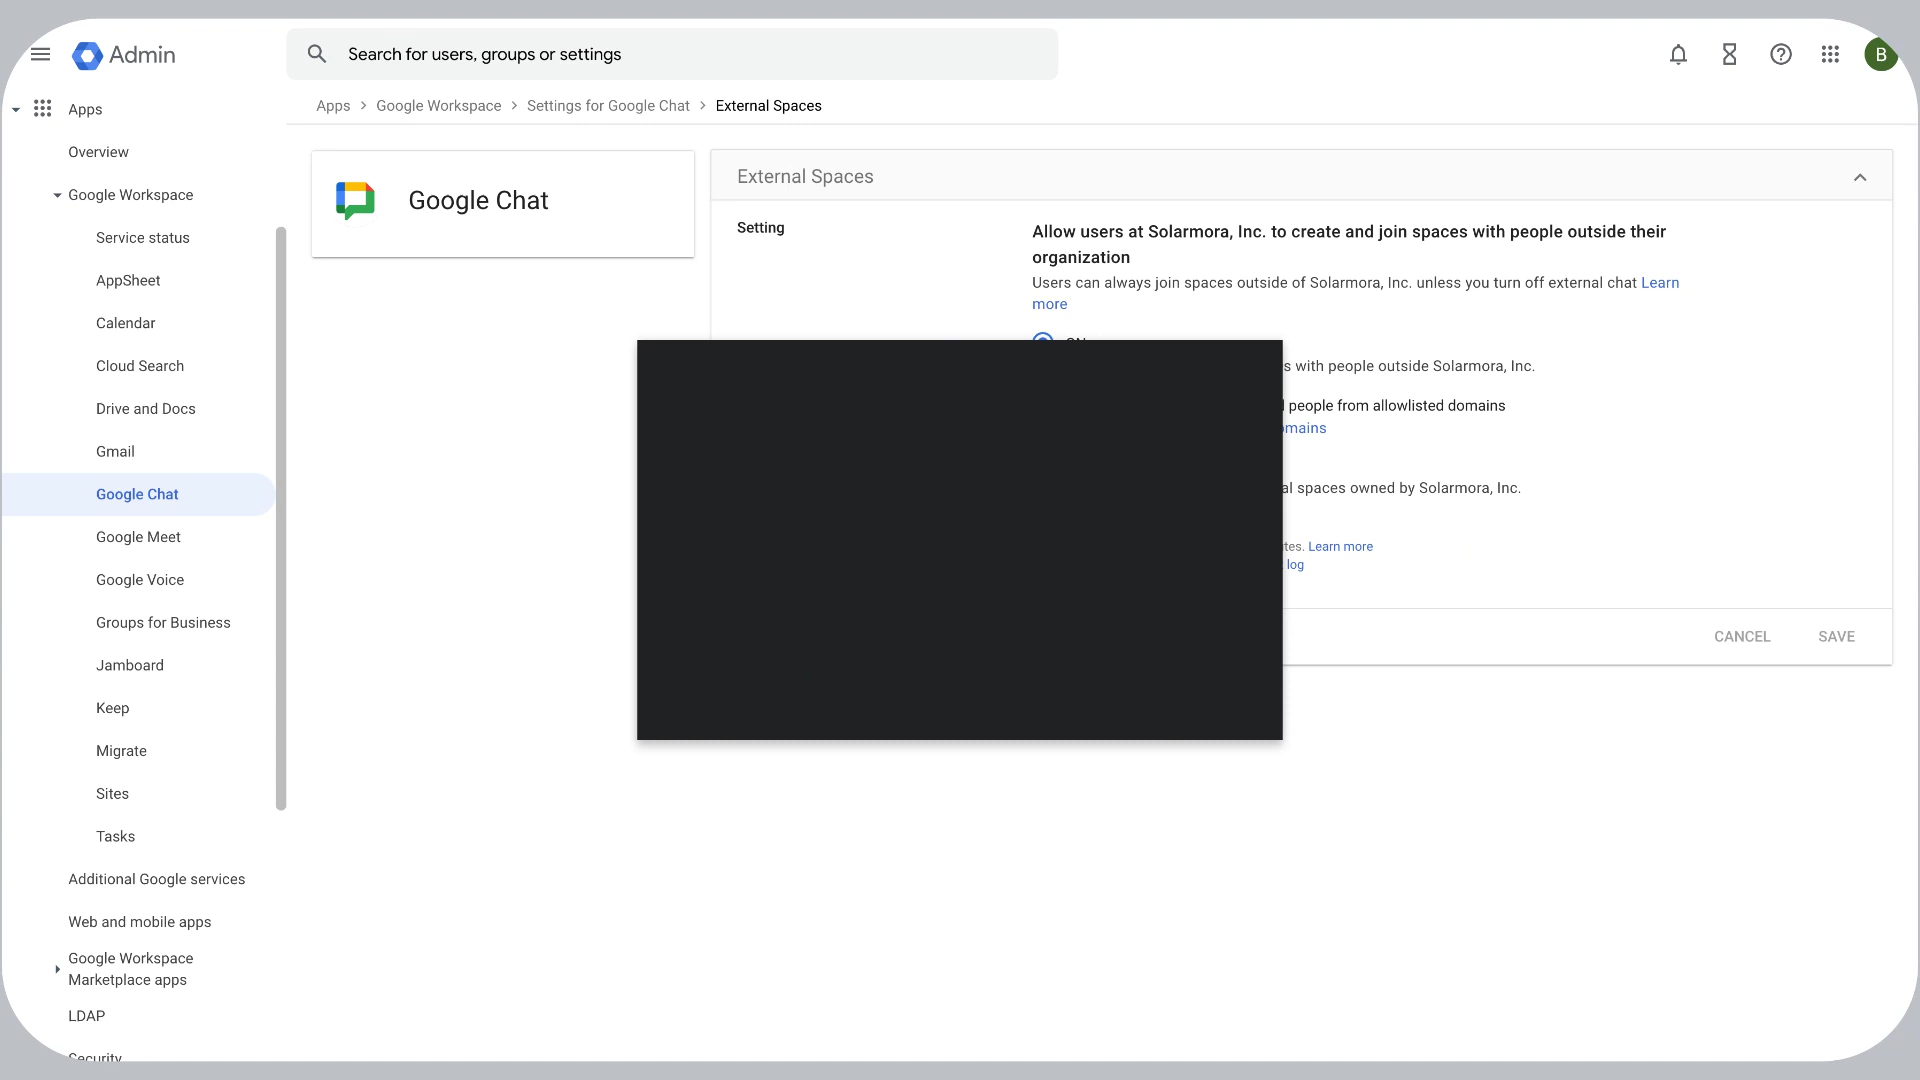 Admin
Search for users, groups or settings
B
Apps
Overview
Google Workspace
Service status
AppSheet
Calendar
Cloud Search
Drive and Docs
Gmail
Google Chat
Google Meet
Google Voice
Groups for Business
Jamboard
Keep
Migrate
Sites
Tasks
Additional Google services
Web and mobile apps
Google Workspace
Marketplace apps
LDAP
Security
Apps > Google Workspace > Settings for Google Chat > External Spaces
Google Chat
External Spaces
Setting
Allow users at Solarmora, Inc. to create and join spaces with people outside their
organization
Users can always join spaces outside of Solarmora, Inc. unless you turn off external chat Learn
more
ON
with people outside Solarmora, Inc.
people from allowlisted domains
spaces owned by Solarmora, Inc.
Learn more
log
CANCEL SAVE